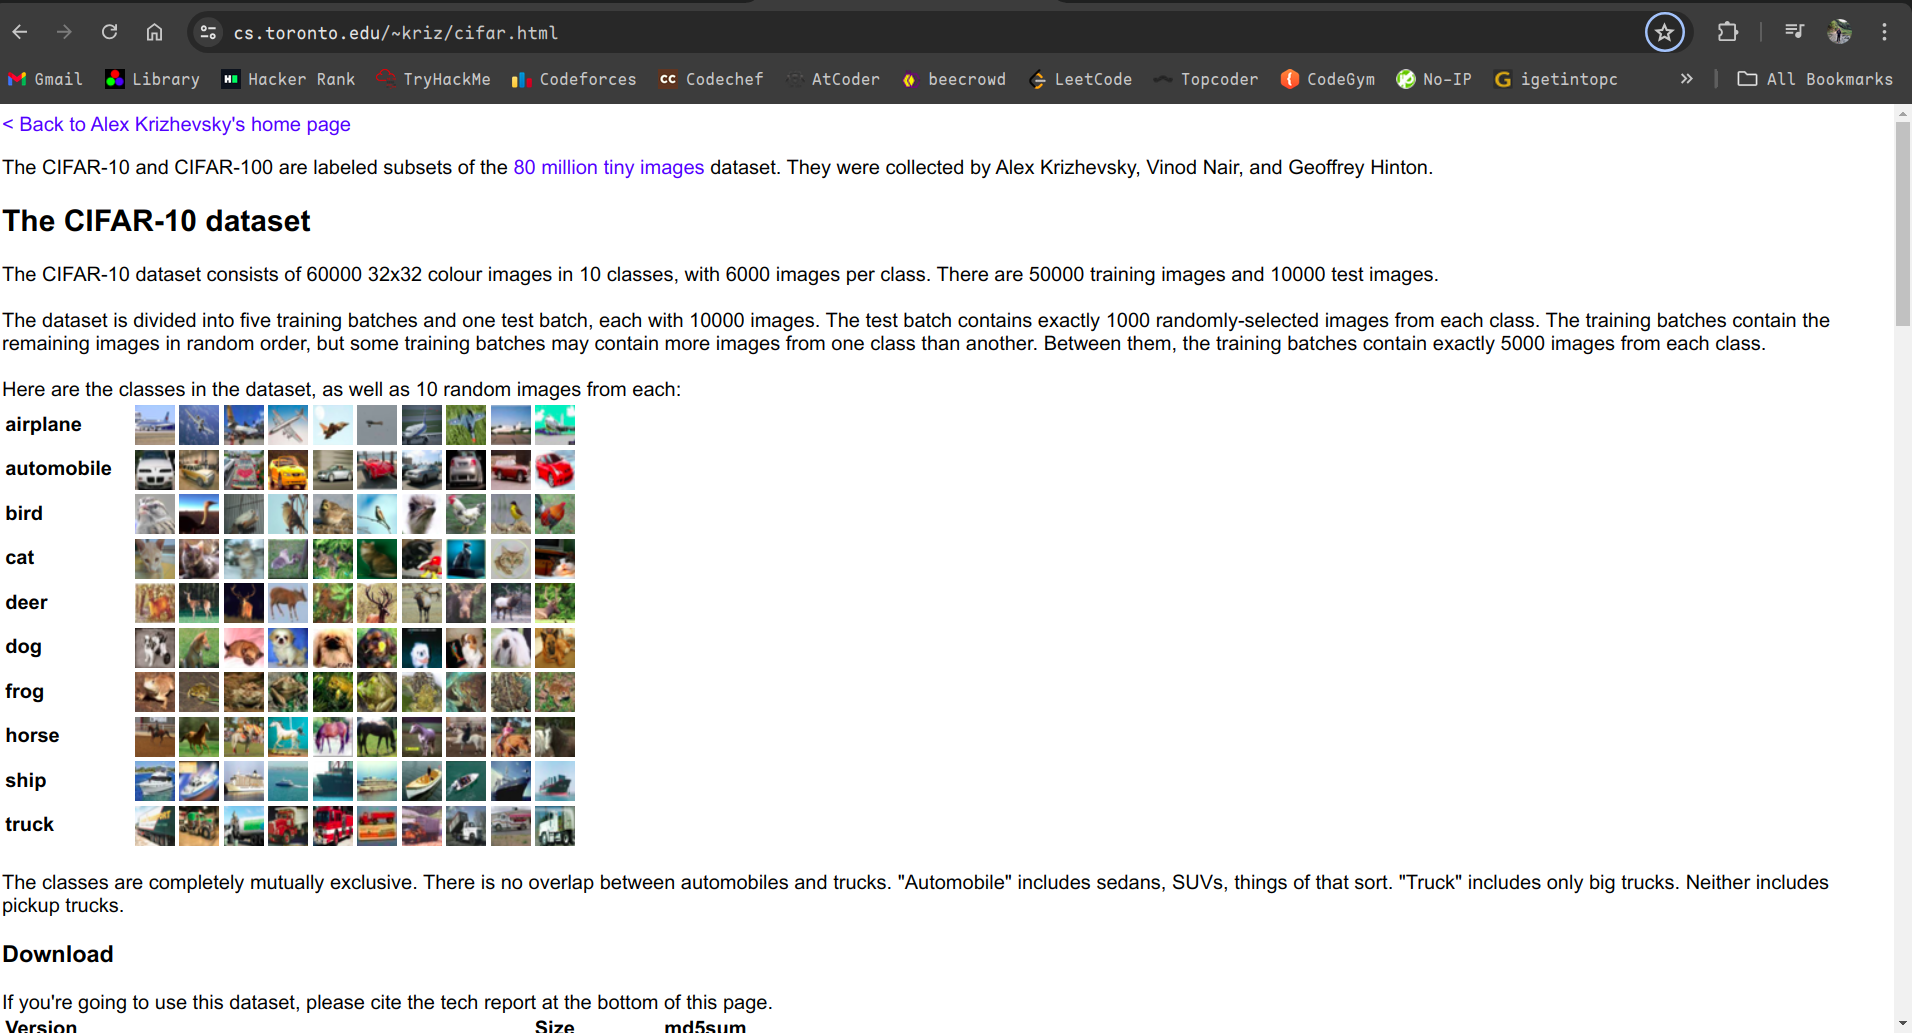 cs.toronto.edu/~kriz/cifar.html
Gmail Library Hacker Rank TryHackMe Codeforces Codechef AtCoder beecrowd LeetCode Topcoder CodeGym No-IP igetintopc » All Bookmarks
< Back to Alex Krizhevsky's home page
The CIFAR-10 and CIFAR-100 are labeled subsets of the 80 million tiny images dataset. They were collected by Alex Krizhevsky, Vinod Nair, and Geoffrey Hinton.
The CIFAR-10 dataset
The CIFAR-10 dataset consists of 60000 32x32 colour images in 10 classes, with 6000 images per class. There are 50000 training images and 10000 test images.
The dataset is divided into five training batches and one test batch, each with 10000 images. The test batch contains exactly 1000 randomly-selected images from each class. The training batches contain the
remaining images in random order, but some training batches may contain more images from one class than another. Between them, the training batches contain exactly 5000 images from each class.
Here are the classes in the dataset, as well as 10 random images from each:
airplane
automobile
bird
cat
deer
dog
frog
horse
ship
truck
The classes are completely mutually exclusive. There is no overlap between automobiles and trucks. "Automobile" includes sedans, SUVs, things of that sort. "Truck" includes only big trucks. Neither includes
pickup trucks.
Download
If you're going to use this dataset, please cite the tech report at the bottom of this page.
Version Size md5sum